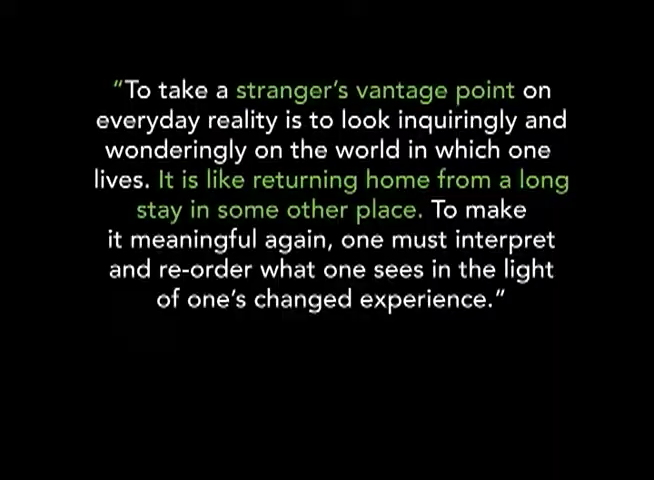 “To take a stranger’s vantage point on
everyday reality is to look inquiringly and
wonderingly on the world in which one
lives. It is like returning home from a long
stay in some other place. To make
it meaningful again, one must interpret
and re-order what one sees in the light
of one’s changed experience.”